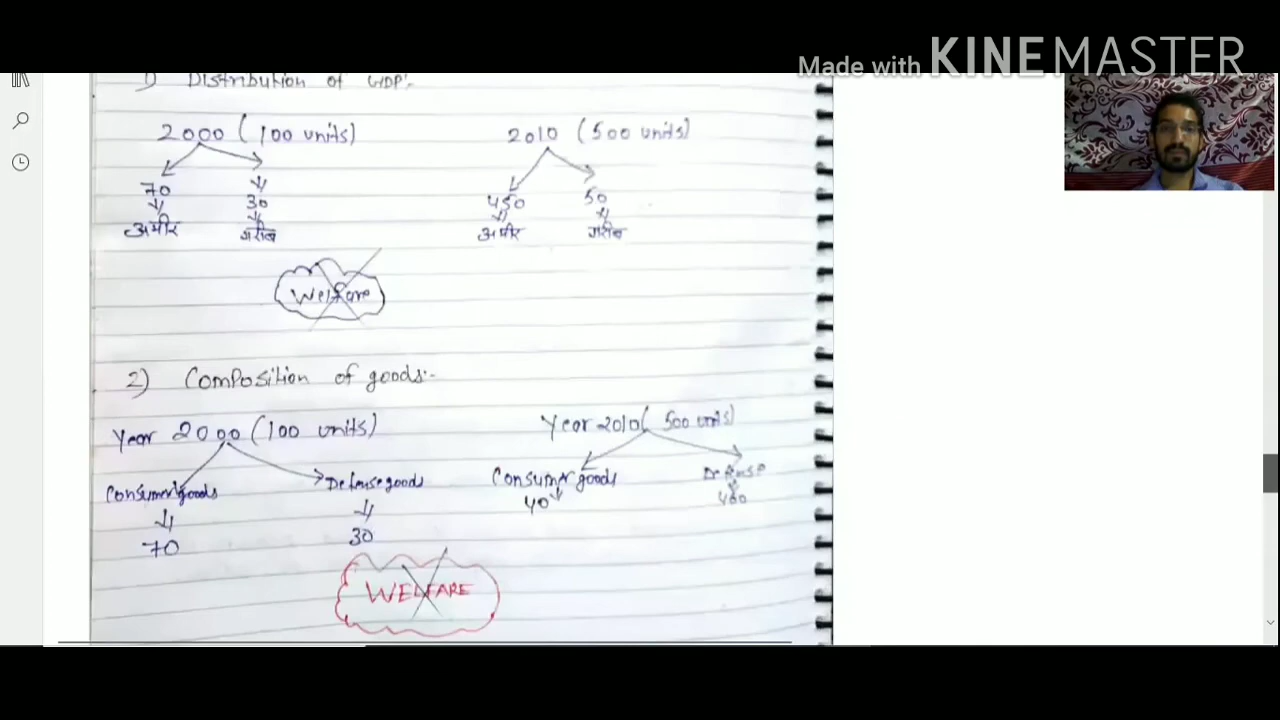 Made with KINEMASTER
1) Distribution of GDP:-
2000 (100 units) 2010 (500 units)
70 30 450 50
अमीर गरीब अमीर गरीब
Welfare
2) Composition of goods:-
Year 2000 (100 units) Year 2010 ( 500 units)
Consumer goods Defense goods Consumer goods Defense
70 30 40 460
WELFARE